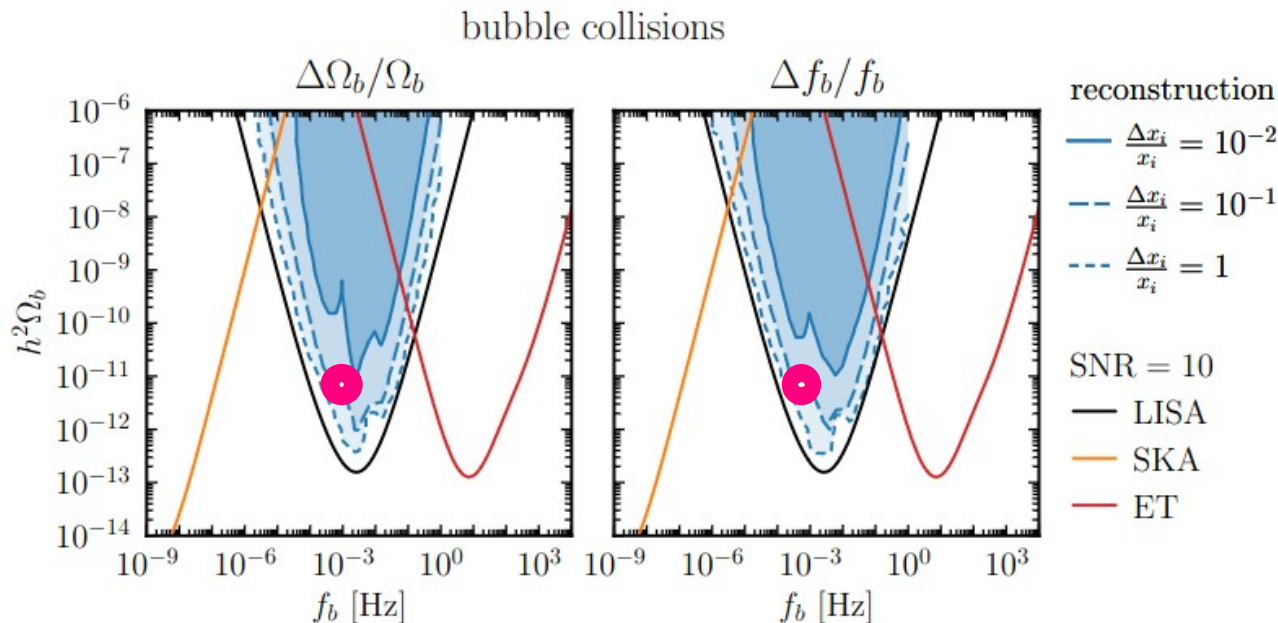 bubble collisions
ΔΩ_b/Ω_b
Δf_b/f_b
reconstruction
Δx_i/x_i = 10^−2
Δx_i/x_i = 10^−1
Δx_i/x_i = 1
SNR = 10
LISA
SKA
ET
h^2Ω_b
10^−6
10^−7
10^−8
10^−9
10^−10
10^−11
10^−12
10^−13
10^−14
10^−9 10^−6 10^−3 10^0 10^3
10^−9 10^−6 10^−3 10^0 10^3
f_b [Hz]
f_b [Hz]